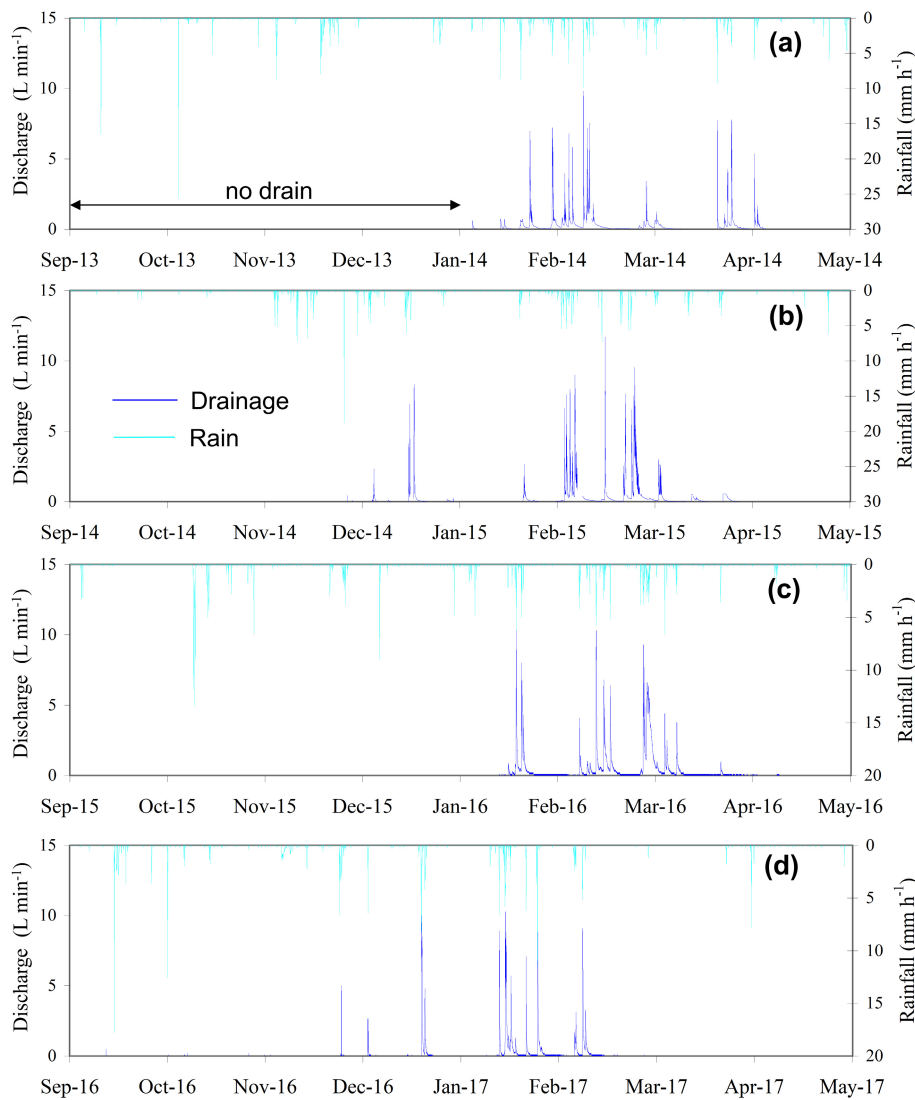 15 0
(a)
10 5
10
15
5 no drain 20
25
0 30
Discharge (L min⁻¹)
Rainfall (mm h⁻¹)
Sep-13 Oct-13 Nov-13 Dec-13 Jan-14 Feb-14 Mar-14 Apr-14 May-14
15 0
(b)
5
10 10
Drainage 15
5 Rain 20
25
0 30
Discharge (L min⁻¹)
Rainfall (mm h⁻¹)
Sep-14 Oct-14 Nov-14 Dec-14 Jan-15 Feb-15 Mar-15 Apr-15 May-15
15 0
(c)
5
10
10
5
15
0 20
Discharge (L min⁻¹)
Rainfall (mm h⁻¹)
Sep-15 Oct-15 Nov-15 Dec-15 Jan-16 Feb-16 Mar-16 Apr-16 May-16
15 0
(d)
5
10
10
5
15
0 20
Discharge (L min⁻¹)
Rainfall (mm h⁻¹)
Sep-16 Oct-16 Nov-16 Dec-16 Jan-17 Feb-17 Mar-17 Apr-17 May-17